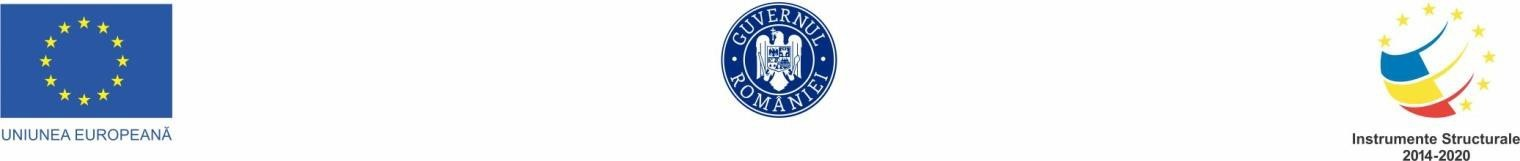 UNIUNEA EUROPEANĂ
GUVERNUL
ROMÂNIEI
Instrumente Structurale
2014-2020